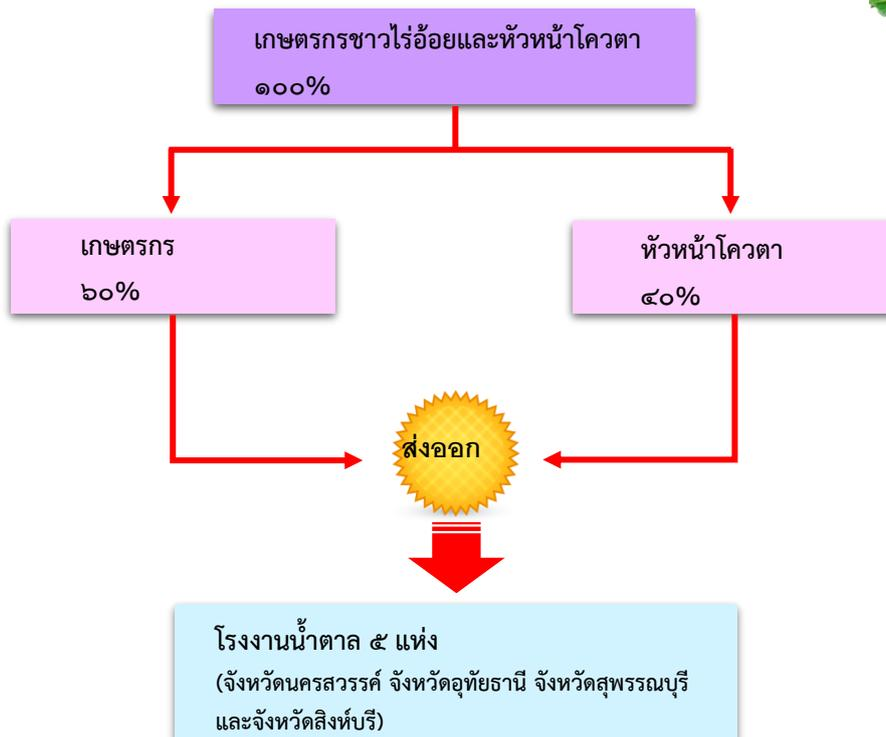 เกษตรกรชาวไร่อ้อยและหัวหน้าโควตา
๑๐๐%
เกษตรกร
๖๐%
หัวหน้าโควตา
๔๐%
ส่งออก
โรงงานน้ำตาล ๕ แห่ง
(จังหวัดนครสวรรค์ จังหวัดอุทัยธานี จังหวัดสุพรรณบุรี
และจังหวัดสิงห์บุรี)